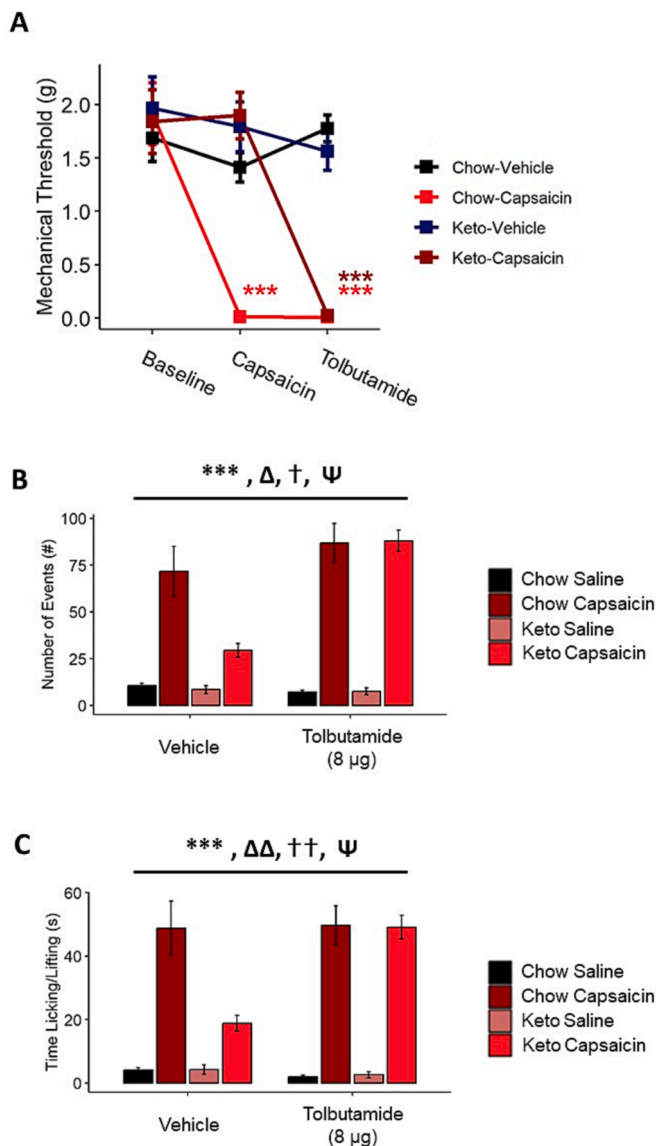 A
Mechanical Threshold (g)
2.0
1.5
1.0
0.5
0.0
***
***
***
Baseline
Capsaicin
Tolbutamide
Chow-Vehicle
Chow-Capsaicin
Keto-Vehicle
Keto-Capsaicin
B
*** , Δ, †, Ψ
Number of Events (#)
100
75
50
25
0
Vehicle
Tolbutamide
(8 µg)
Chow Saline
Chow Capsaicin
Keto Saline
Keto Capsaicin
C
*** , ΔΔ, ††, Ψ
Time Licking/Lifting (s)
60
40
20
0
Vehicle
Tolbutamide
(8 µg)
Chow Saline
Chow Capsaicin
Keto Saline
Keto Capsaicin